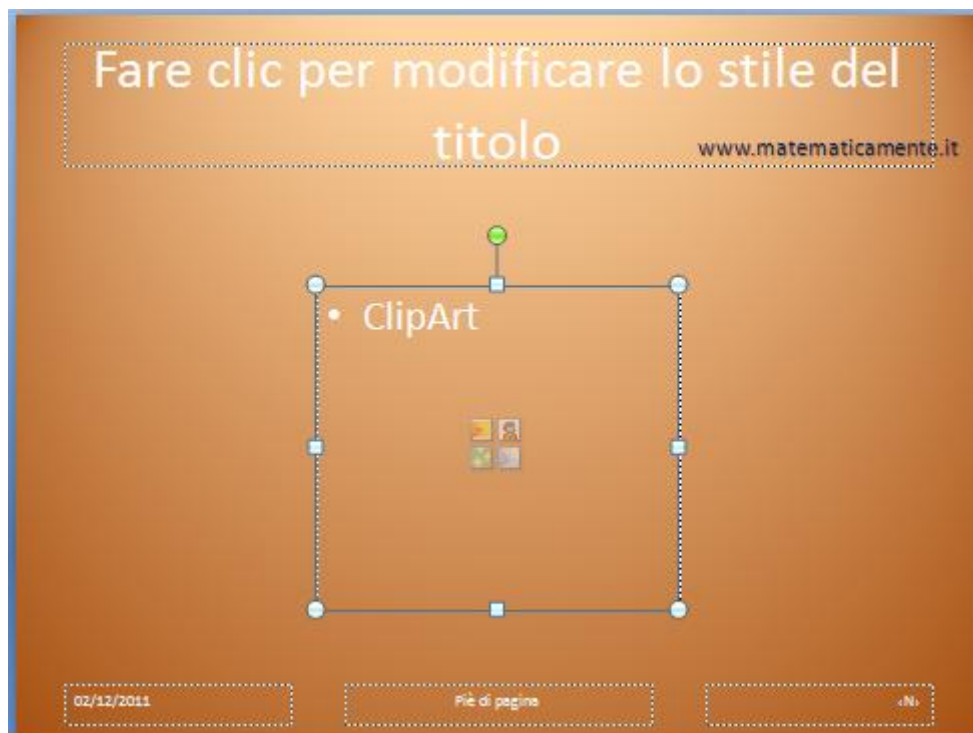 Fare clic per modificare lo stile del
titolo
www.matematicamente.it
• ClipArt
02/12/2011
Piè di pagina
‹N›